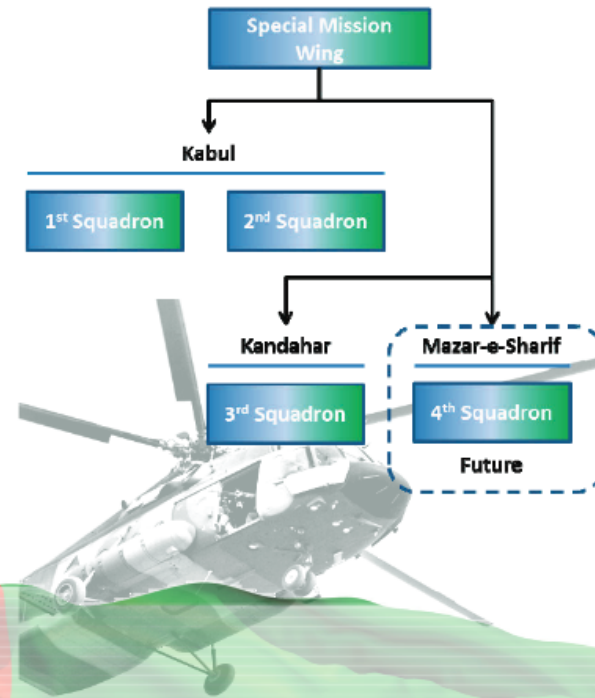 Special Mission
Wing
Kabul
1st Squadron
2nd Squadron
Kandahar
Mazar-e-Sharif
3rd Squadron
4th Squadron
Future